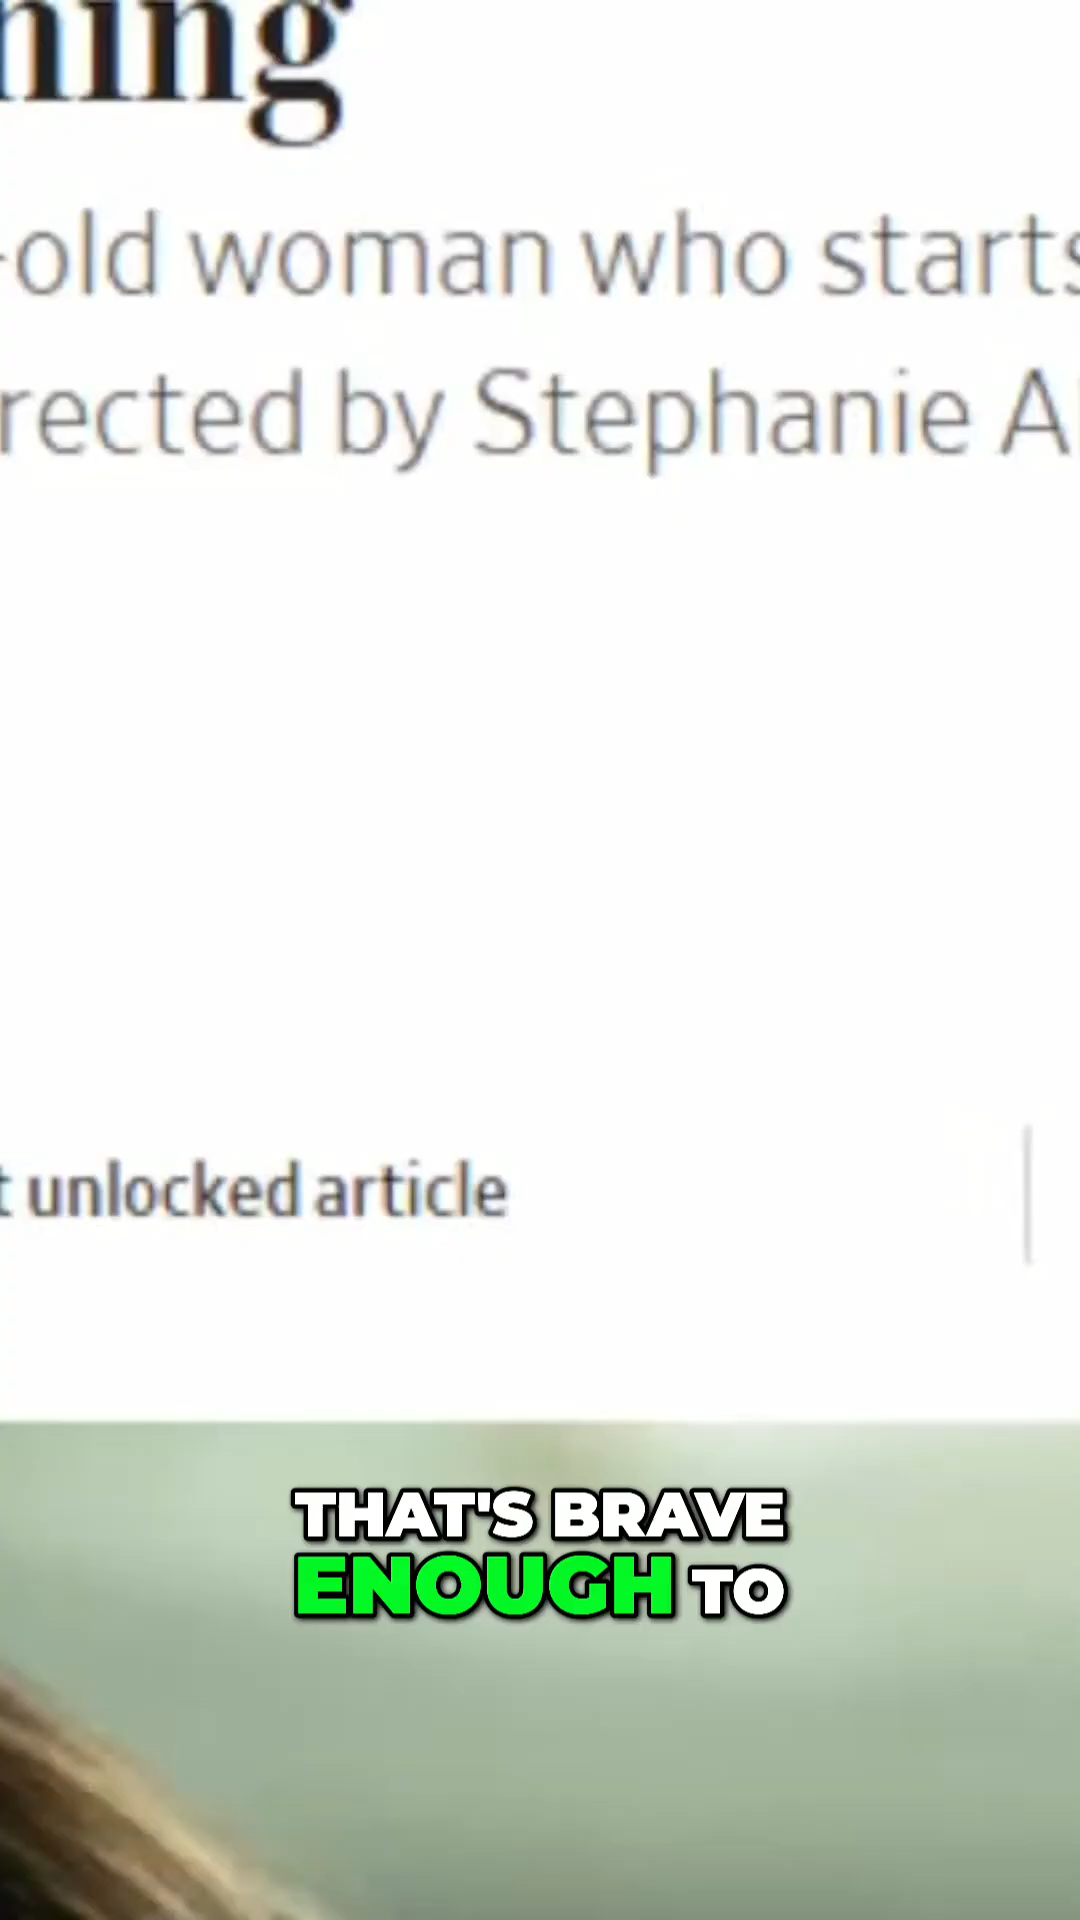 ning
-old woman who starts
rected by Stephanie A
t unlocked article
THAT'S BRAVE
ENOUGH TO